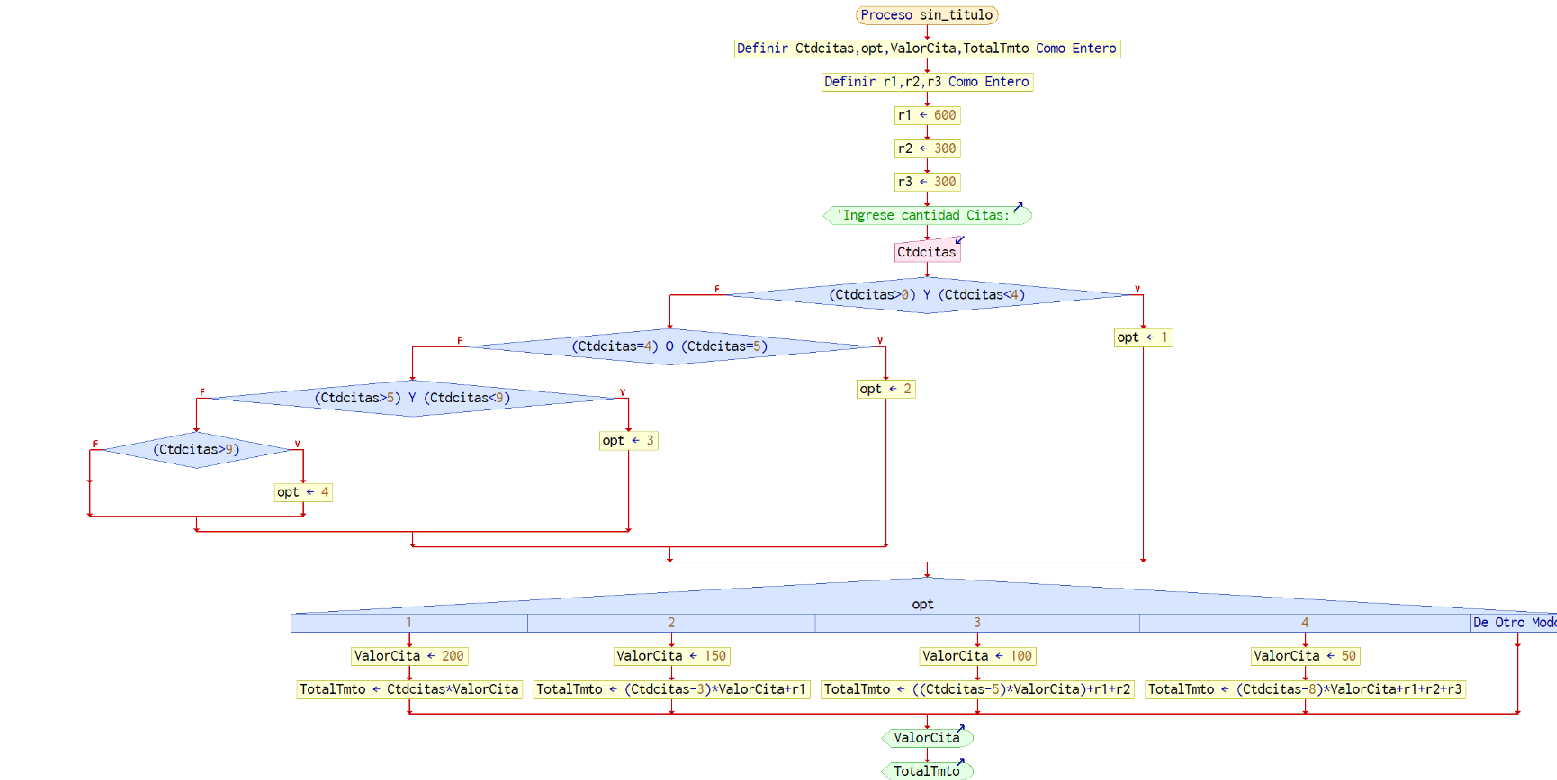 Proceso sin_titulo
Definir Ctdcitas,opt,ValorCita,TotalTmto Como Entero
Definir r1,r2,r3 Como Entero
r1 ← 600
r2 ← 300
r3 ← 300
'Ingrese cantidad Citas:'
Ctdcitas
F (Ctdcitas>0) Y (Ctdcitas<4) V
opt ← 1
F (Ctdcitas=4) O (Ctdcitas=5) V
opt ← 2
F (Ctdcitas>5) Y (Ctdcitas<9) V
opt ← 3
F (Ctdcitas>9) V
opt ← 4
opt
1 2 3 4 De Otro Modo
ValorCita ← 200 ValorCita ← 150 ValorCita ← 100 ValorCita ← 50
TotalTmto ← Ctdcitas*ValorCita TotalTmto ← (Ctdcitas-3)*ValorCita+r1 TotalTmto ← ((Ctdcitas-5)*ValorCita)+r1+r2 TotalTmto ← (Ctdcitas-8)*ValorCita+r1+r2+r3
ValorCita
TotalTmto